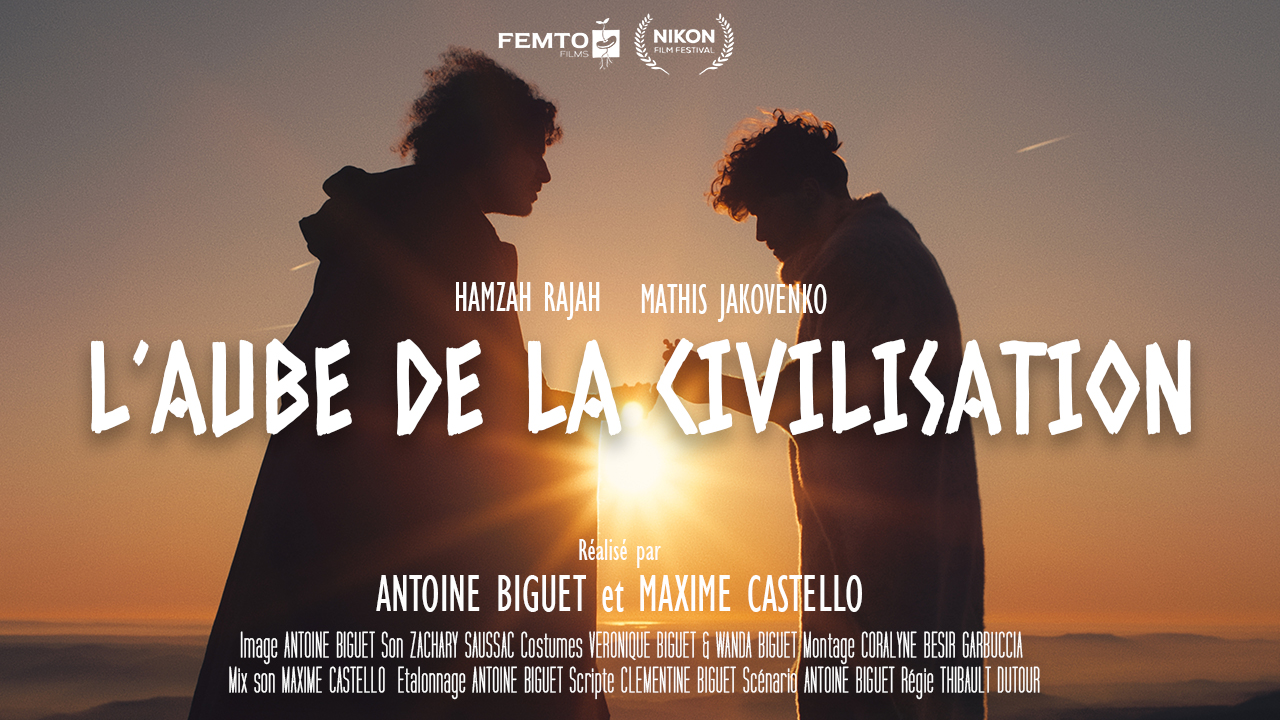 FEMTO
FILMS
NIKON
FILM FESTIVAL
HAMZAH RAJAH MATHIS JAKOVENKO
L'AUBE DE LA CIVILISATION
Réalisé par
ANTOINE BIGUET et MAXIME CASTELLO
Image ANTOINE BIGUET Son ZACHARY SAUSSAC Costumes VERONIQUE BIGUET & WANDA BIGUET Montage CORALYNE BESIR GARBUCCIA
Mix son MAXIME CASTELLO Etalonnage ANTOINE BIGUET Scripte CLEMENTINE BIGUET Scénario ANTOINE BIGUET Régie THIBAULT DUTOUR